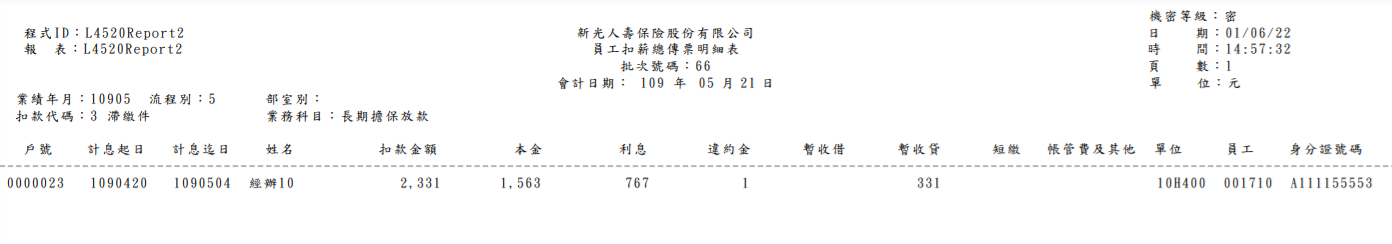 機密等級：密
程式ID：L4520Report2 新光人壽保險股份有限公司 日 期：01/06/22
報 表：L4520Report2 員工扣薪總傳票明細表 時 間：14:57:32
批次號碼：66 頁 數：1
會計日期： 109 年 05 月 21 日 單 位：元
業績年月：10905 流程別：5 部室別：
扣款代碼：3 滯繳件 業務科目：長期擔保放款
戶號 計息起日 計息迄日 姓名 扣款金額 本金 利息 違約金 暫收借 暫收貸 短繳 帳管費及其他 單位 員工 身分證號碼
0000023 1090420 1090504 經辦10 2,331 1,563 767 1 331 10H400 001710 A111155553